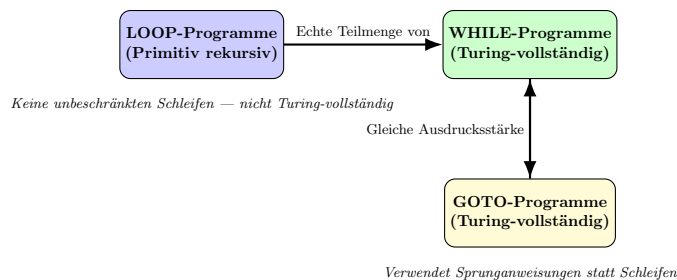 LOOP-Programme
(Primitiv rekursiv)
Echte Teilmenge von
WHILE-Programme
(Turing-vollständig)
Keine unbeschränkten Schleifen — nicht Turing-vollständig
Gleiche Ausdrucksstärke
GOTO-Programme
(Turing-vollständig)
Verwendet Sprunganweisungen statt Schleifen